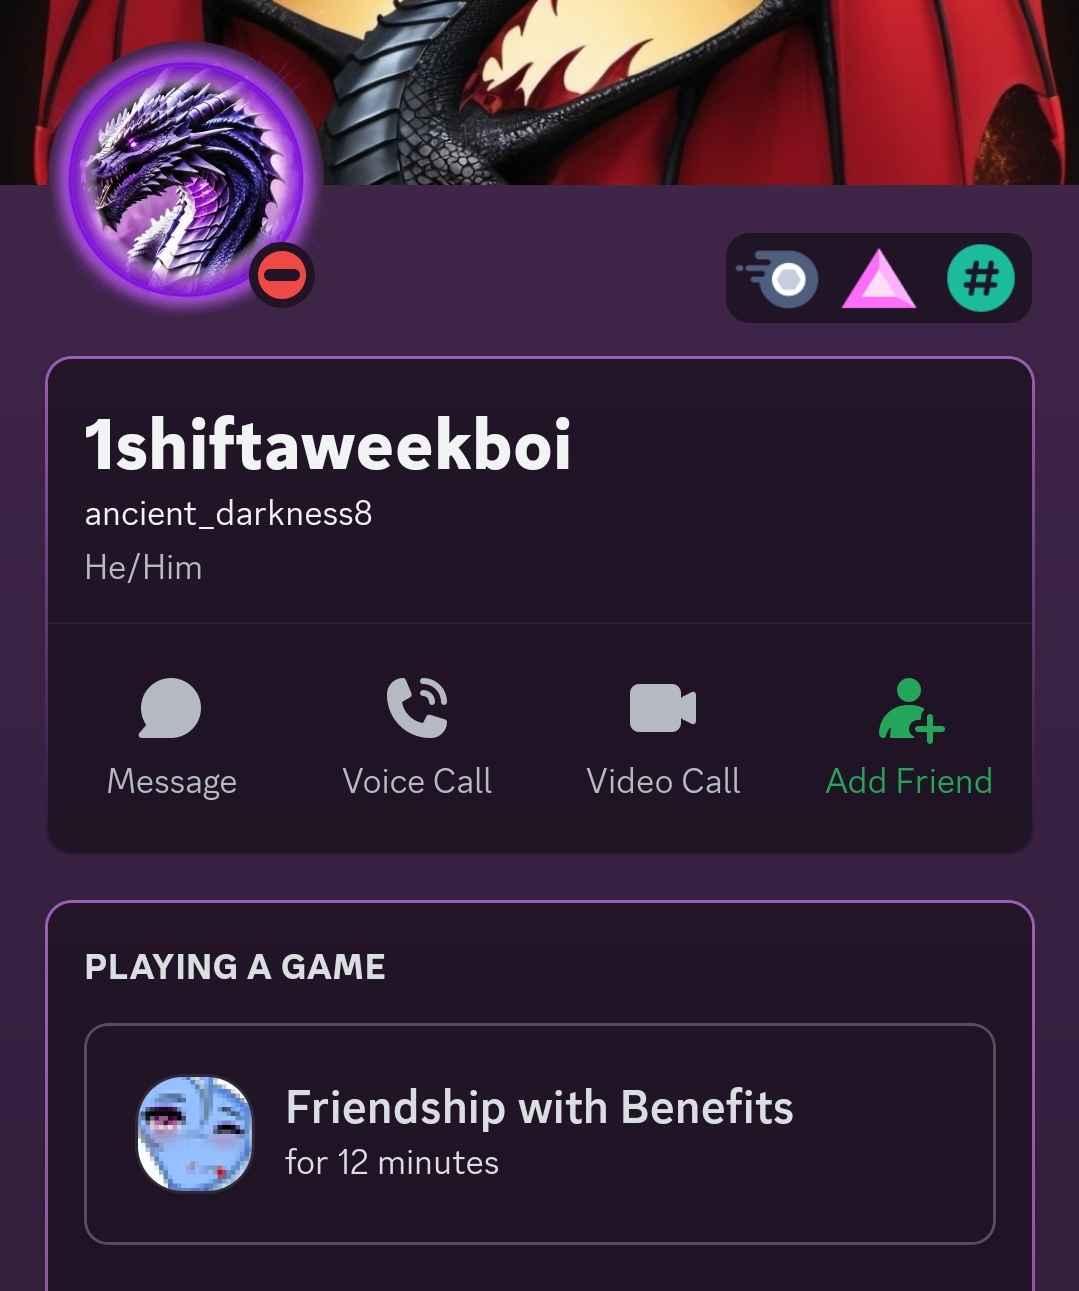 1shiftaweekboi
ancient_darkness8
He/Him
Message Voice Call Video Call Add Friend
PLAYING A GAME
Friendship with Benefits
for 12 minutes